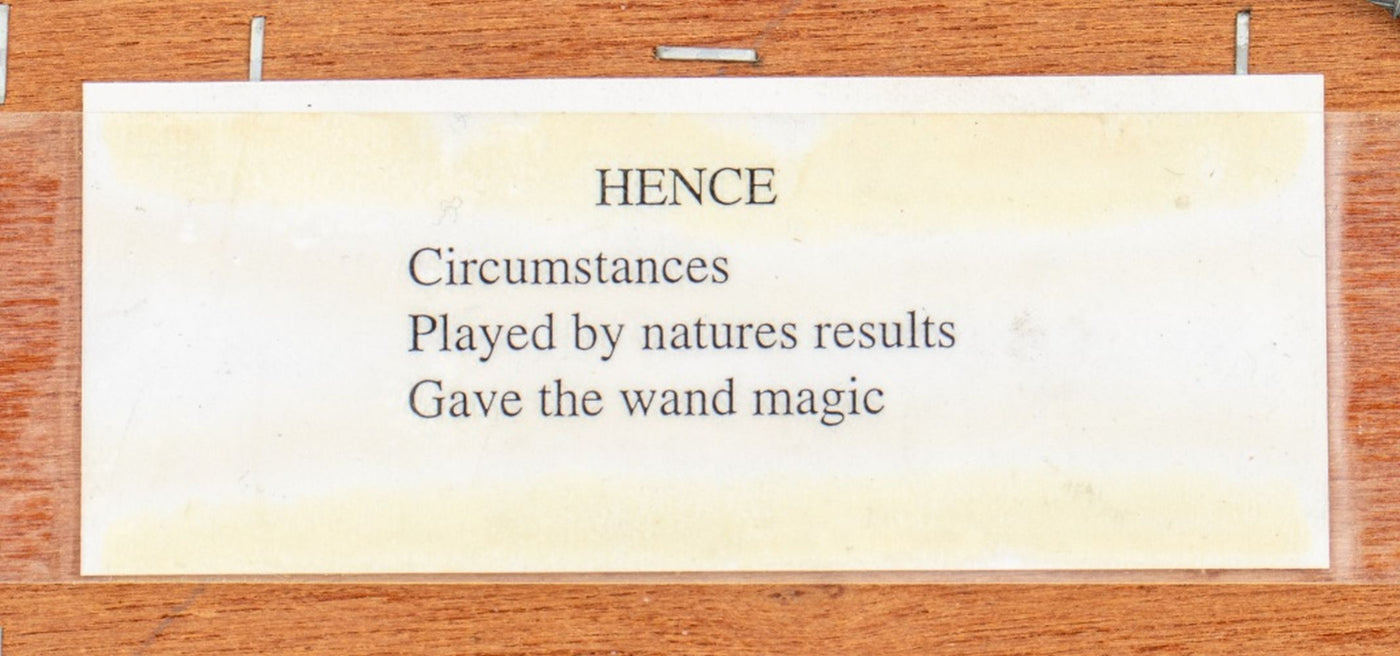 HENCE
Circumstances
Played by natures results
Gave the wand magic